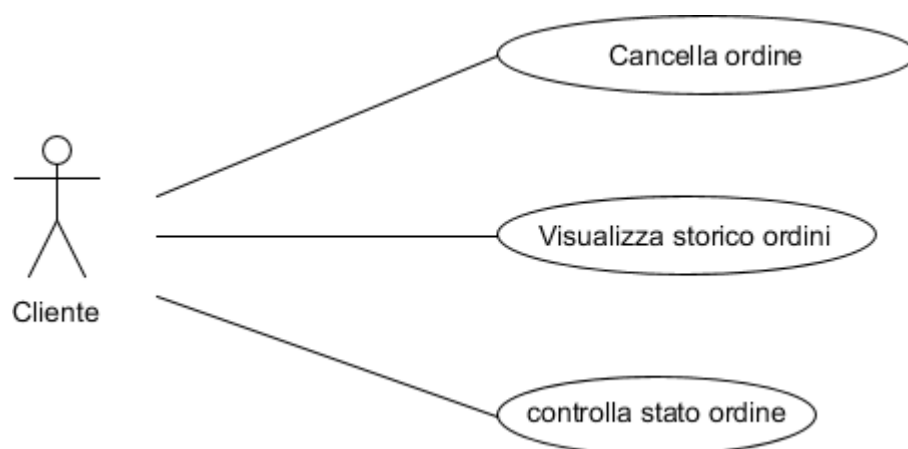 Cancella ordine
Visualizza storico ordini
Cliente
controlla stato ordine